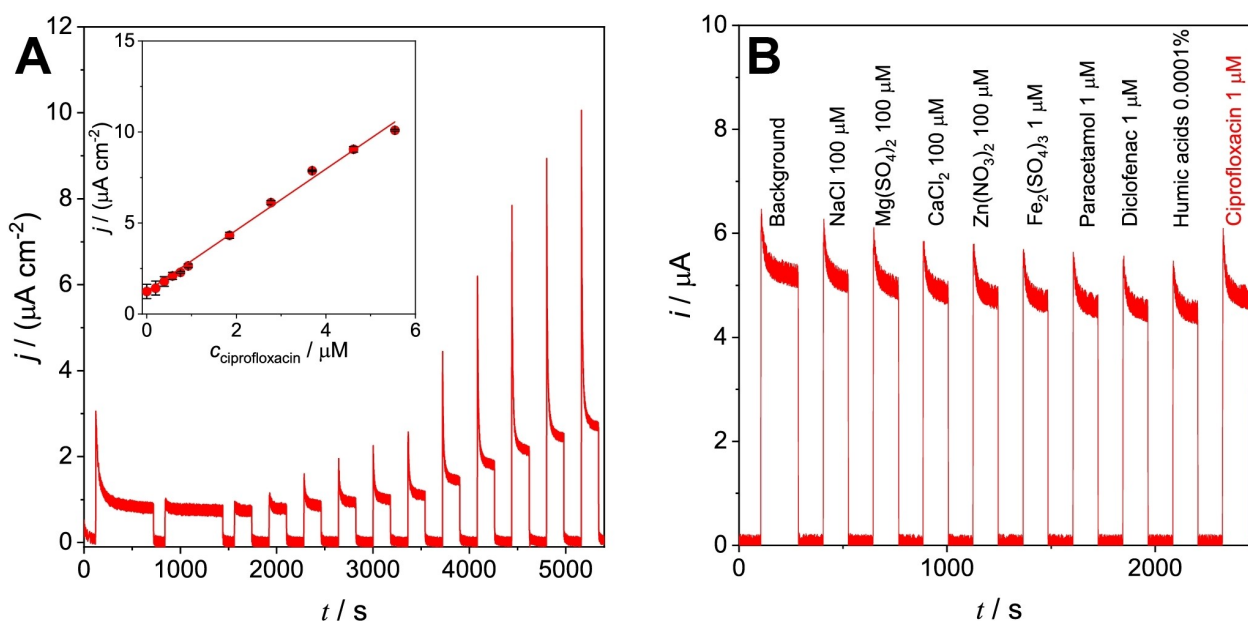 A
j / (μA cm-2)
12
10
8
6
4
2
0
0
1000
2000
3000
4000
5000
t / s
j / (μA cm-2)
15
10
5
0
0
2
4
6
cciprofloxacin / μM
B
i / μA
10
8
6
4
2
0
0
1000
2000
t / s
Background
NaCl 100 μM
Mg(SO4)2 100 μM
CaCl2 100 μM
Zn(NO3)2 100 μM
Fe2(SO4)3 1 μM
Paracetamol 1 μM
Diclofenac 1 μM
Humic acids 0.0001%
Ciprofloxacin 1 μM